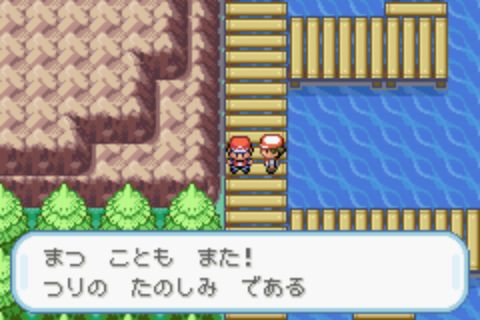 まつ　ことも　また!
つりの　たのしみ　である